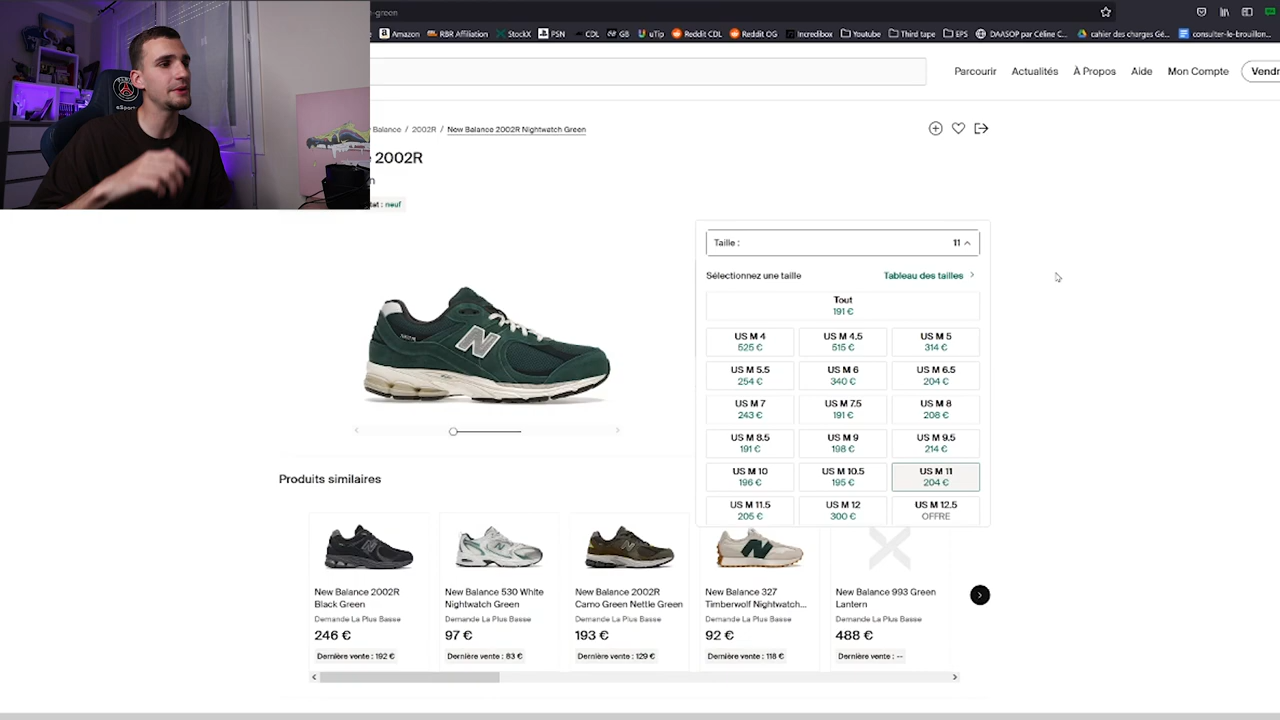 -green
Amazon RBR Affiliation StockX PSN CDL GB uTip Reddit CDL Reddit OG Incredibox Youtube Third tape EPS DAASOP par Céline C... cahier des charges Gé... consulter-le-brouillon...
Parcourir Actualités À Propos Aide Mon Compte Vendr
Balance / 2002R / New Balance 2002R Nightwatch Green
2002R
n
tat : neuf
Taille : 11
Sélectionnez une taille Tableau des tailles
Tout
191 €
US M 4 US M 4.5 US M 5
525 € 515 € 314 €
US M 5.5 US M 6 US M 6.5
254 € 340 € 204 €
US M 7 US M 7.5 US M 8
243 € 191 € 208 €
US M 8.5 US M 9 US M 9.5
191 € 198 € 214 €
US M 10 US M 10.5 US M 11
196 € 195 € 204 €
US M 11.5 US M 12 US M 12.5
205 € 300 € OFFRE
Produits similaires
New Balance 2002R
Black Green
Demande La Plus Basse
246 €
Dernière vente : 192 €
New Balance 530 White
Nightwatch Green
Demande La Plus Basse
97 €
Dernière vente : 83 €
New Balance 2002R
Camo Green Nettle Green
Demande La Plus Basse
193 €
Dernière vente : 129 €
New Balance 327
Timberwolf Nightwatch...
Demande La Plus Basse
92 €
Dernière vente : 118 €
New Balance 993 Green
Lantern
Demande La Plus Basse
488 €
Dernière vente : --